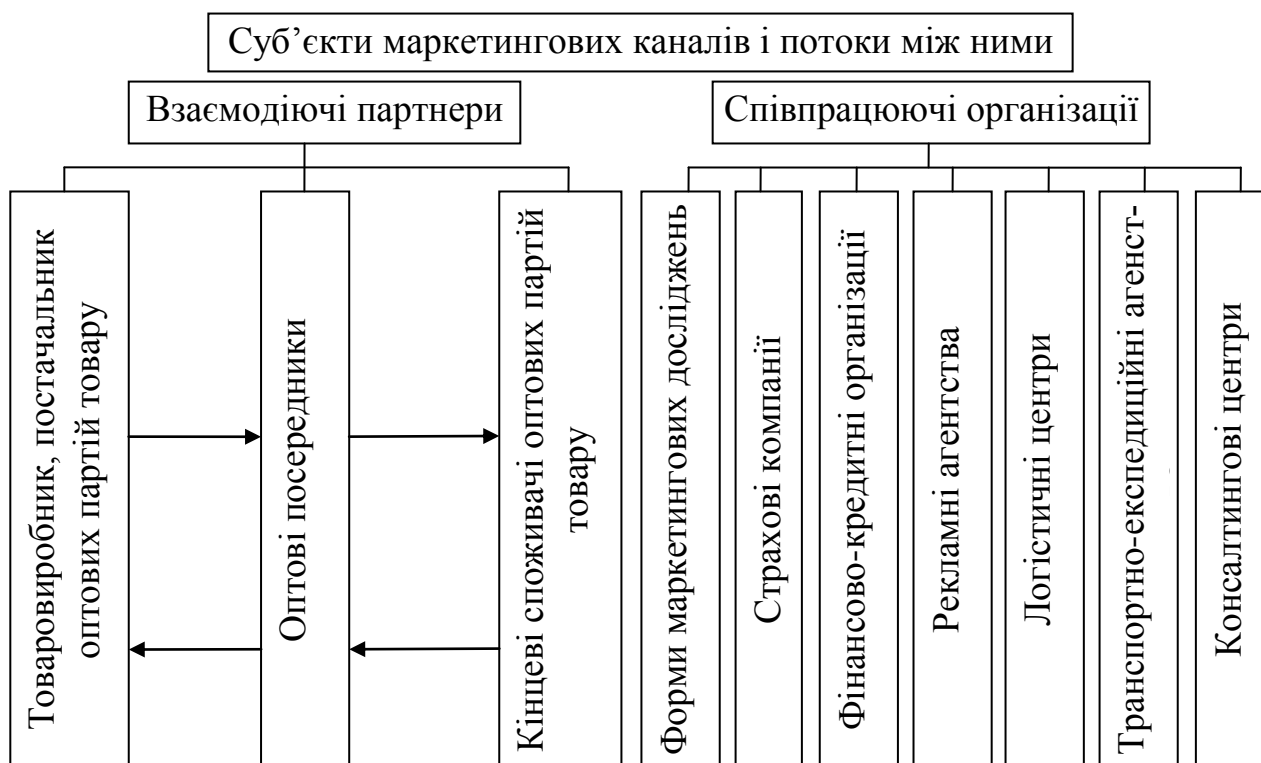 Суб’єкти маркетингових каналів і потоки між ними
Взаємодіючі партнери
Співпрацюючі організації
Товаровиробник, постачальник
оптових партій товару
Оптові посередники
Кінцеві споживачі оптових партій
товару
Форми маркетингових досліджень
Страхові компанії
Фінансово-кредитні організації
Рекламні агентства
Логістичні центри
Транспортно-експедиційні агенст-
Консалтингові центри